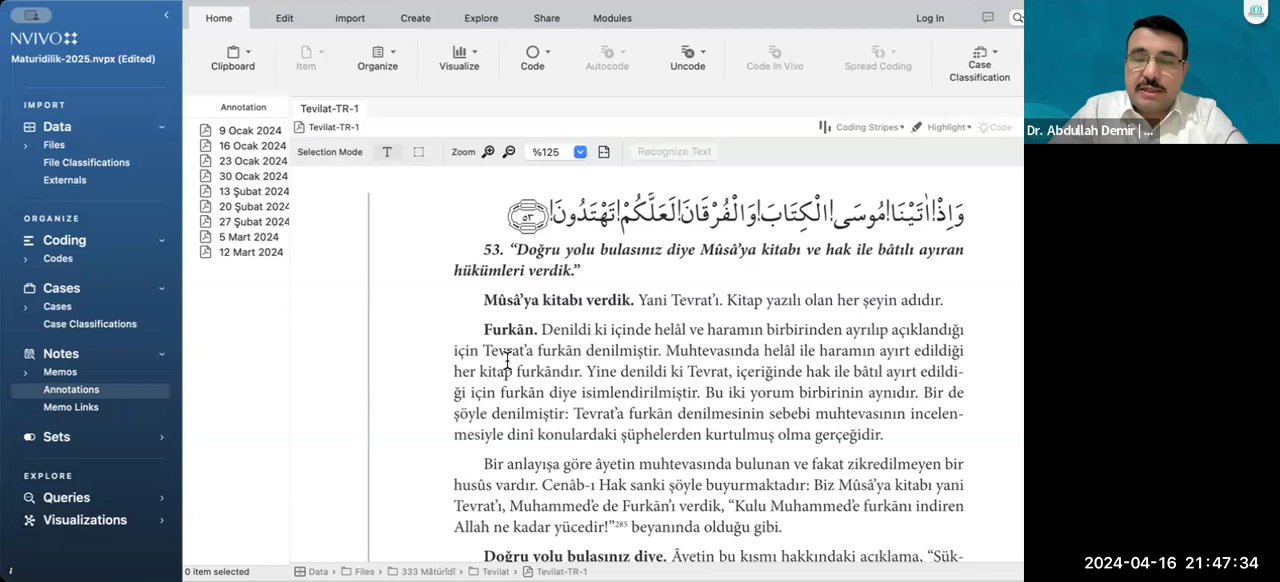 NVIVO
Maturidilik-2025.nvpx (Edited)
IMPORT
Data
Files
File Classifications
Externals
ORGANIZE
Coding
Codes
Cases
Cases
Case Classifications
Notes
Memos
Annotations
Memo Links
Sets
EXPLORE
Queries
Visualizations
Home Edit Import Create Explore Share Modules Log In
Clipboard Item Organize Visualize Code Autocode Uncode Code In Vivo Spread Coding Case Classification
Annotation
9 Ocak 2024
16 Ocak 2024
23 Ocak 2024
30 Ocak 2024
13 Şubat 2024
20 Şubat 2024
27 Şubat 2024
5 Mart 2024
12 Mart 2024
Tevilat-TR-1
Tevilat-TR-1 Coding Stripes Highlight Code
Selection Mode T Zoom %125 Recognize Text
وَاِذْ اٰتَيْنَا مُوسَى الْكِتَابَ وَالْفُرْقَانَ لَعَلَّكُمْ تَهْتَدُونَ ﴿٥٣﴾
53. “Doğru yolu bulasınız diye Mûsâ’ya kitabı ve hak ile bâtılı ayıran
hükümleri verdik.”
Mûsâ’ya kitabı verdik. Yani Tevrat’ı. Kitap yazılı olan her şeyin adıdır.
Furkān. Denildi ki içinde helâl ve haramın birbirinden ayrılıp açıklandığı
için Tevrat’a furkān denilmiştir. Muhtevasında helâl ile haramın ayırt edildiği
her kitap furkāndır. Yine denildi ki Tevrat, içeriğinde hak ile bâtıl ayırt edildi-
ği için furkān diye isimlendirilmiştir. Bu iki yorum birbirinin aynıdır. Bir de
şöyle denilmiştir: Tevrat’a furkān denilmesinin sebebi muhtevasının incelen-
mesiyle dinî konulardaki şüphelerden kurtulmuş olma gerçeğidir.
Bir anlayışa göre âyetin muhtevasında bulunan ve fakat zikredilmeyen bir
husûs vardır. Cenâb-ı Hak sanki şöyle buyurmaktadır: Biz Mûsâ’ya kitabı yani
Tevrat’ı, Muhammed’e de Furkān’ı verdik, “Kulu Muhammed’e furkānı indiren
Allah ne kadar yücedir!”285 beyanında olduğu gibi.
Doğru yolu bulasınız diye. Âyetin bu kısmı hakkındaki açıklama, “Şük-
0 item selected Data Files 333 Mâtürîdî Tevilat Tevilat-TR-1
Dr. Abdullah Demir | ...
2024-04-16 21:47:34